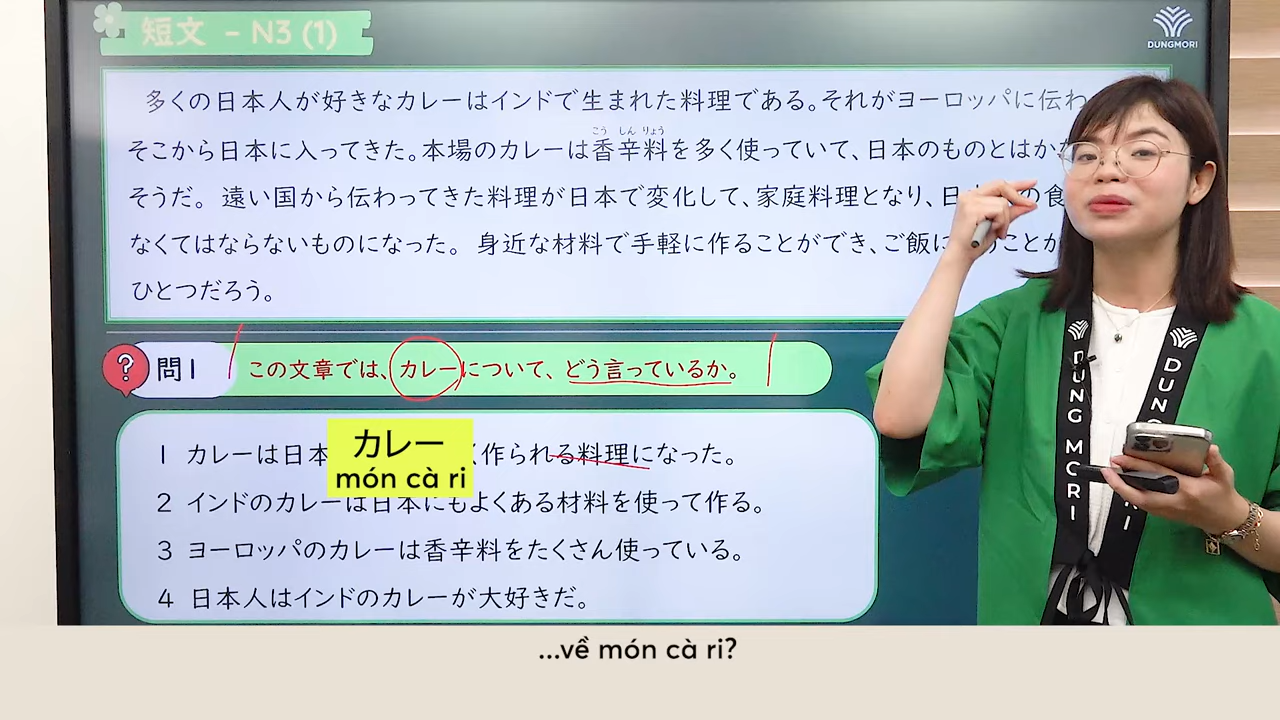 短文 - N3 (1)
DUNGMORI
多くの日本人が好きなカレーはインドで生まれた料理である。それがヨーロッパに伝わ
こう しん りょう
そこから日本に入ってきた。本場のカレーは香辛料を多く使っていて、日本のものとはか
そうだ。遠い国から伝わってきた料理が日本で変化して、家庭料理となり、日 の食
なくてはならないものになった。身近な材料で手軽に作ることができ、ご飯に ことが
ひとつだろう。
? 問1 この文章では、カレーについて、どう言っているか。
1 カレーは日本 く作られる料理になった。
カレー
món cà ri
2 インドのカレーは日本にもよくある材料を使って作る。
3 ヨーロッパのカレーは香辛料をたくさん使っている。
4 日本人はインドのカレーが大好きだ。
DUNG MORI
DUNG
RI
...về món cà ri?